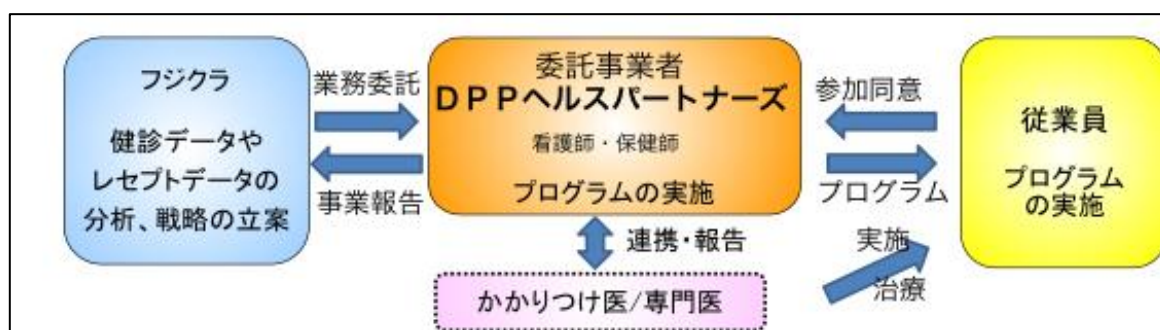 フジクラ
健診データや
レセプトデータの
分析、戦略の立案
業務委託
事業報告
委託事業者
DPPヘルスパートナーズ
看護師・保健師
プログラムの実施
連携・報告
かかりつけ医/専門医
参加同意
プログラム
実施
治療
従業員
プログラム
の実施